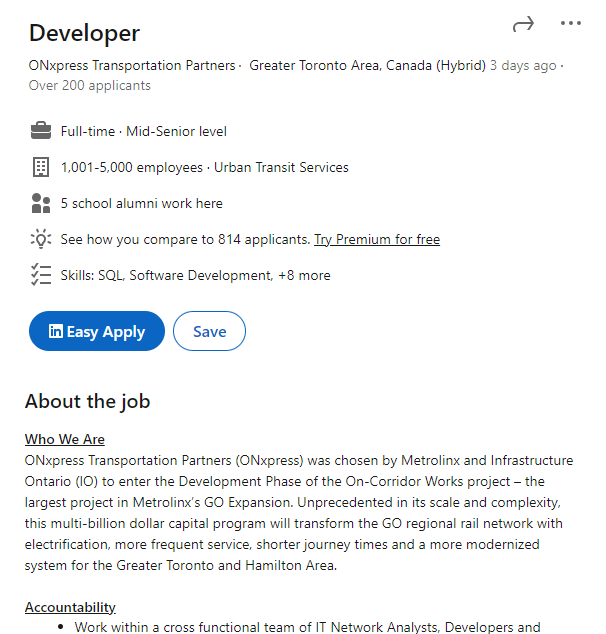 Developer
ONxpress Transportation Partners · Greater Toronto Area, Canada (Hybrid) 3 days ago ·
Over 200 applicants
Full-time · Mid-Senior level
1,001-5,000 employees · Urban Transit Services
5 school alumni work here
See how you compare to 814 applicants. Try Premium for free
Skills: SQL, Software Development, +8 more
in Easy Apply
Save
About the job
Who We Are
ONxpress Transportation Partners (ONxpress) was chosen by Metrolinx and Infrastructure
Ontario (IO) to enter the Development Phase of the On-Corridor Works project – the
largest project in Metrolinx's GO Expansion. Unprecedented in its scale and complexity,
this multi-billion dollar capital program will transform the GO regional rail network with
electrification, more frequent service, shorter journey times and a more modernized
system for the Greater Toronto and Hamilton Area.
Accountability
• Work within a cross functional team of IT Network Analysts, Developers and